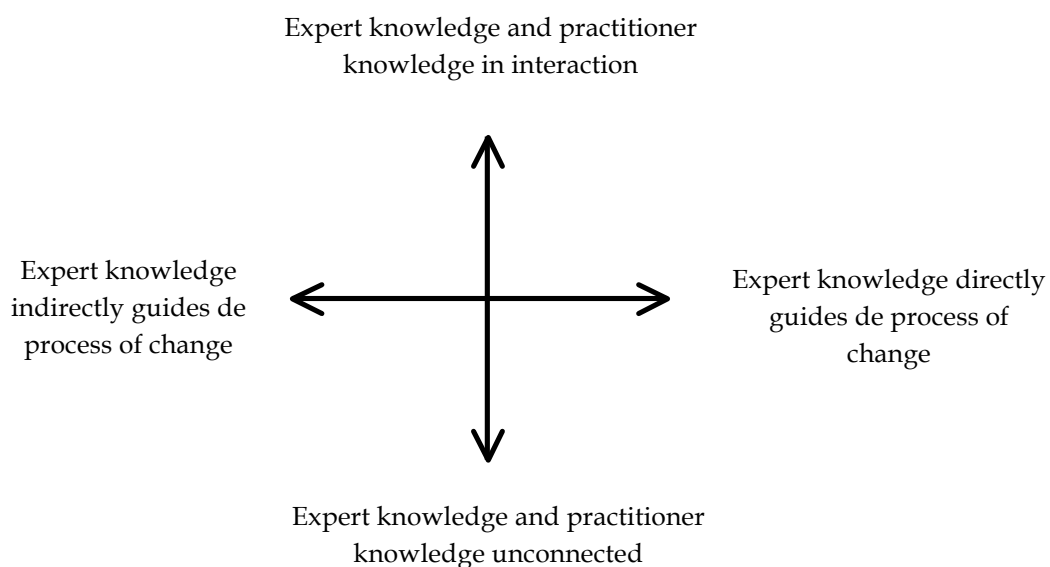 Expert knowledge and practitioner
knowledge in interaction
Expert knowledge
indirectly guides de
process of change
Expert knowledge directly
guides de process of
change
Expert knowledge and practitioner
knowledge unconnected